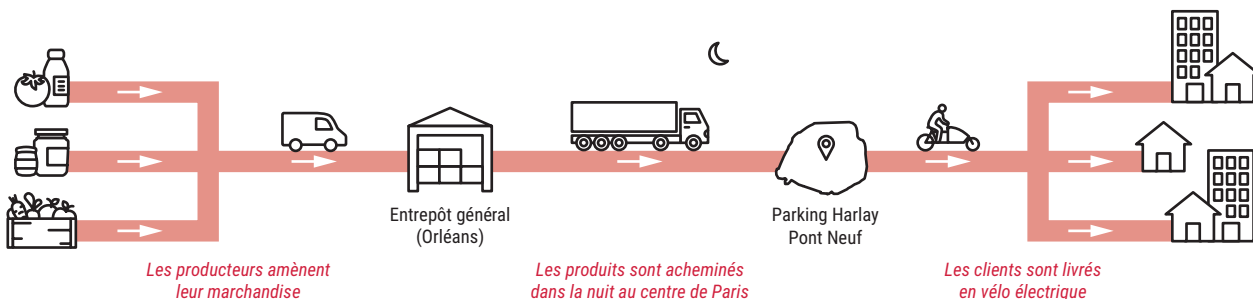 Entrepôt général
(Orléans)
Parking Harlay
Pont Neuf
Les producteurs amènent
leur marchandise
Les produits sont acheminés
dans la nuit au centre de Paris
Les clients sont livrés
en vélo électrique